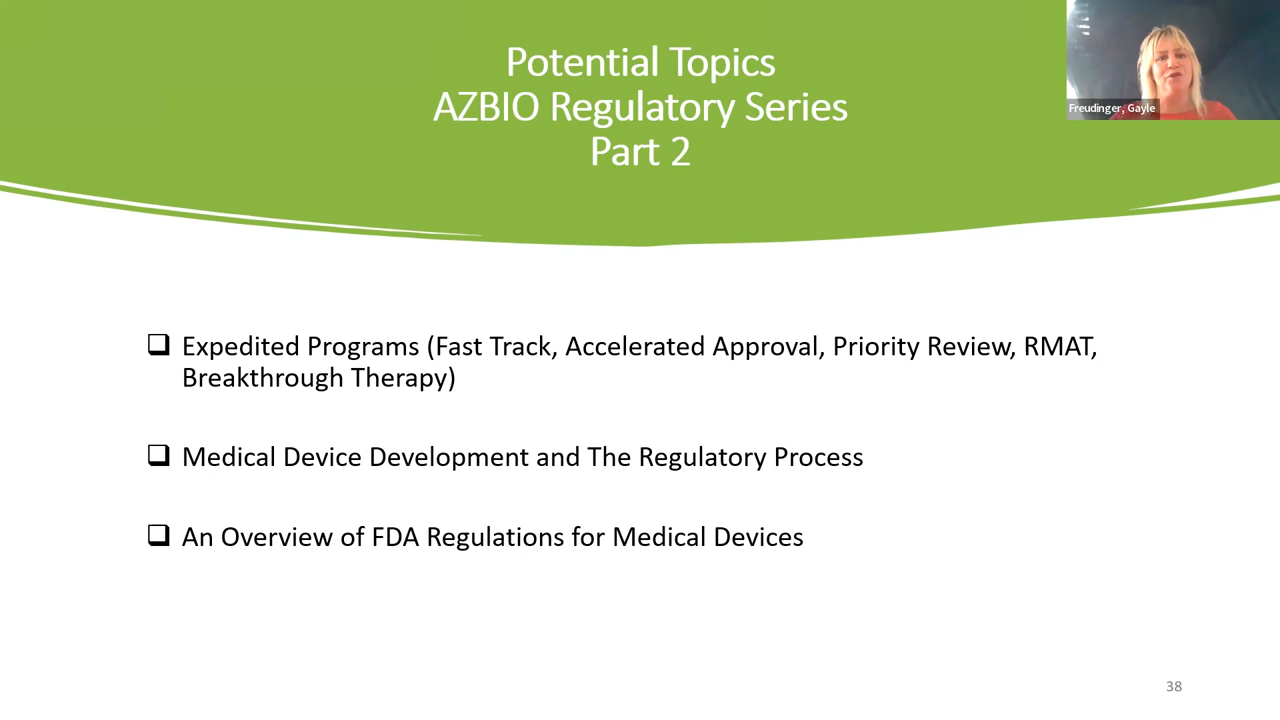 Potential Topics
AZBIO Regulatory Series
Part 2
Freudinger, Gayle
Expedited Programs (Fast Track, Accelerated Approval, Priority Review, RMAT,
Breakthrough Therapy)
Medical Device Development and The Regulatory Process
An Overview of FDA Regulations for Medical Devices
38